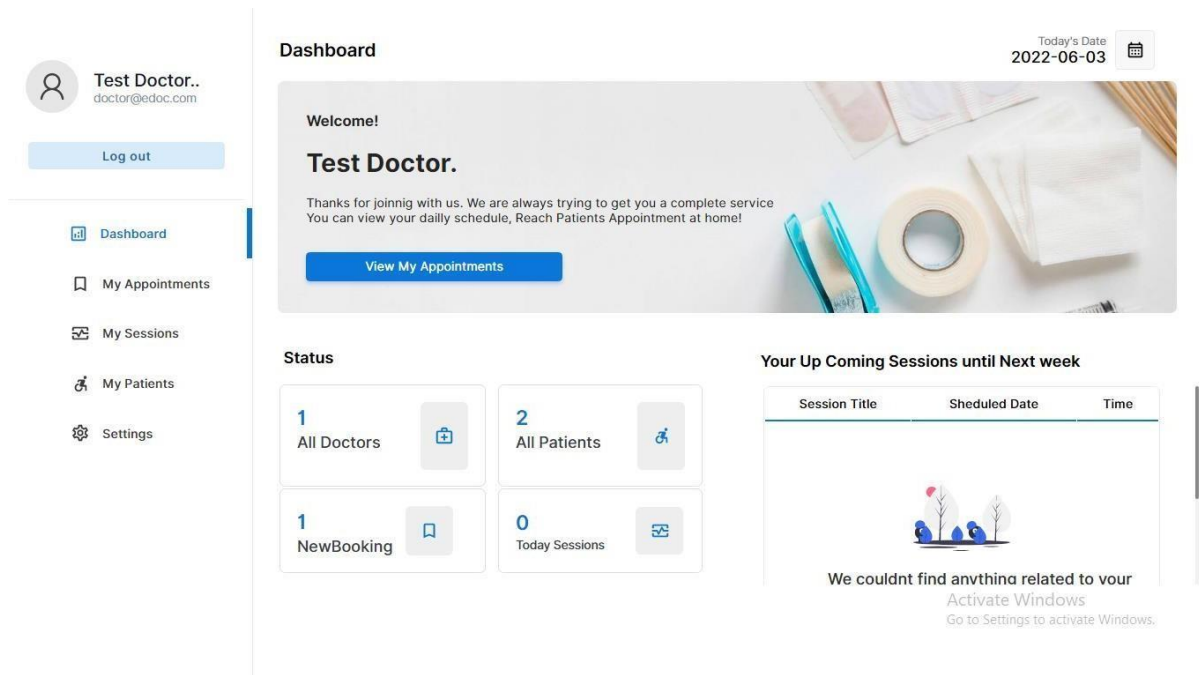 Test Doctor..
doctor@edoc.com
Log out
Dashboard
My Appointments
My Sessions
My Patients
Settings
Dashboard
Today's Date
2022-06-03
Welcome!
Test Doctor.
Thanks for joinnig with us. We are always trying to get you a complete service
You can view your dailly schedule, Reach Patients Appointment at home!
View My Appointments
Status
1
All Doctors
2
All Patients
1
NewBooking
0
Today Sessions
Your Up Coming Sessions until Next week
Session Title Sheduled Date Time
We couldnt find anything related to your
Activate Windows
Go to Settings to activate Windows.